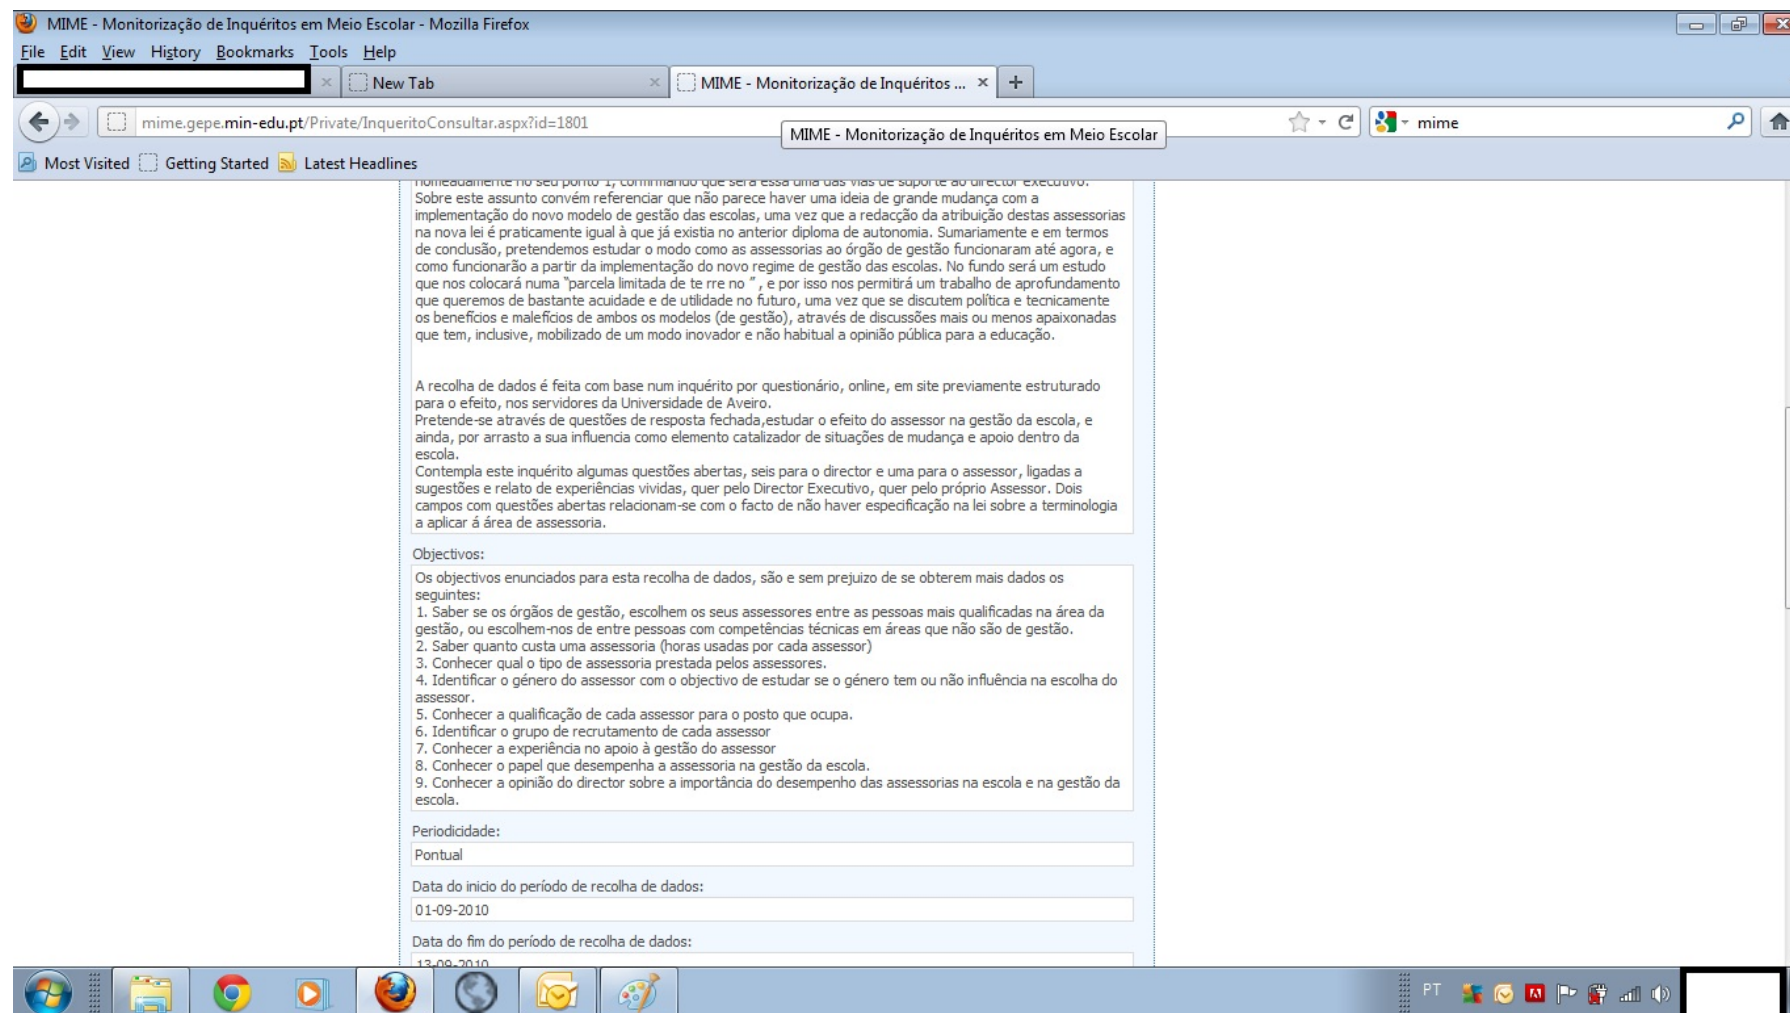 MIME - Monitorização de Inquéritos em Meio Escolar - Mozilla Firefox
File Edit View History Bookmarks Tools Help
New Tab
MIME - Monitorização de Inquéritos ...
mime.gepe.min-edu.pt/Private/InqueritoConsultar.aspx?id=1801
mime
MIME - Monitorização de Inquéritos em Meio Escolar
Most Visited Getting Started Latest Headlines
nomeadamente no seu ponto 1, confirmando que será essa uma das vias de suporte ao director executivo.
Sobre este assunto convém referenciar que não parece haver uma ideia de grande mudança com a
implementação do novo modelo de gestão das escolas, uma vez que a redacção da atribuição destas assessorias
na nova lei é praticamente igual à que já existia no anterior diploma de autonomia. Sumariamente e em termos
de conclusão, pretendemos estudar o modo como as assessorias ao órgão de gestão funcionaram até agora, e
como funcionarão a partir da implementação do novo regime de gestão das escolas. No fundo será um estudo
que nos colocará numa "parcela limitada de te rre no ” , e por isso nos permitirá um trabalho de aprofundamento
que queremos de bastante acuidade e de utilidade no futuro, uma vez que se discutem política e tecnicamente
os benefícios e malefícios de ambos os modelos (de gestão), através de discussões mais ou menos apaixonadas
que tem, inclusive, mobilizado de um modo inovador e não habitual a opinião pública para a educação.
A recolha de dados é feita com base num inquérito por questionário, online, em site previamente estruturado
para o efeito, nos servidores da Universidade de Aveiro.
Pretende-se através de questões de resposta fechada,estudar o efeito do assessor na gestão da escola, e
ainda, por arrasto a sua influencia como elemento catalizador de situações de mudança e apoio dentro da
escola.
Contempla este inquérito algumas questões abertas, seis para o director e uma para o assessor, ligadas a
sugestões e relato de experiências vividas, quer pelo Director Executivo, quer pelo próprio Assessor. Dois
campos com questões abertas relacionam-se com o facto de não haver especificação na lei sobre a terminologia
a aplicar á área de assessoria.
Objectivos:
Os objectivos enunciados para esta recolha de dados, são e sem prejuizo de se obterem mais dados os
seguintes:
1. Saber se os órgãos de gestão, escolhem os seus assessores entre as pessoas mais qualificadas na área da
gestão, ou escolhem-nos de entre pessoas com competências técnicas em áreas que não são de gestão.
2. Saber quanto custa uma assessoria (horas usadas por cada assessor)
3. Conhecer qual o tipo de assessoria prestada pelos assessores.
4. Identificar o género do assessor com o objectivo de estudar se o género tem ou não influência na escolha do
assessor.
5. Conhecer a qualificação de cada assessor para o posto que ocupa.
6. Identificar o grupo de recrutamento de cada assessor
7. Conhecer a experiência no apoio à gestão do assessor
8. Conhecer o papel que desempenha a assessoria na gestão da escola.
9. Conhecer a opinião do director sobre a importância do desempenho das assessorias na escola e na gestão da
escola.
Periodicidade:
Pontual
Data do inicio do período de recolha de dados:
01-09-2010
Data do fim do período de recolha de dados:
13-09-2010
PT